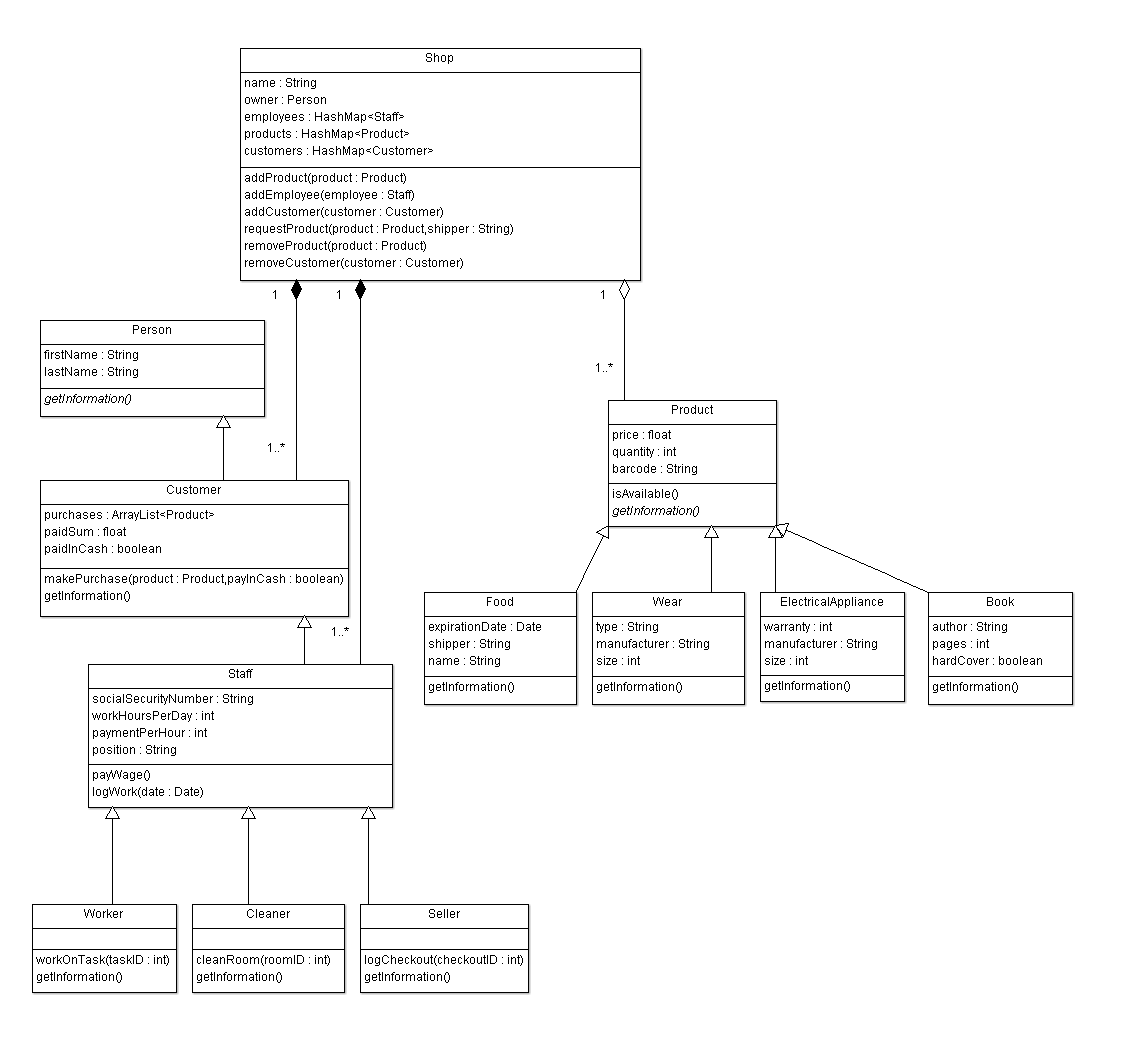 Shop
name : String
owner : Person
employees : HashMap<Staff>
products : HashMap<Product>
customers : HashMap<Customer>
addProduct(product : Product)
addEmployee(employee : Staff)
addCustomer(customer : Customer)
requestProduct(product : Product,shipper : String)
removeProduct(product : Product)
removeCustomer(customer : Customer)
1
1
1
Person
firstName : String
lastName : String
getInformation()
1..*
1..*
Product
price : float
quantity : int
barcode : String
isAvailable()
getInformation()
Customer
purchases : ArrayList<Product>
paidSum : float
paidInCash : boolean
makePurchase(product : Product,payInCash : boolean)
getInformation()
1..*
Food
expirationDate : Date
shipper : String
name : String
getInformation()
Wear
type : String
manufacturer : String
size : int
getInformation()
ElectricalAppliance
warranty : int
manufacturer : String
size : int
getInformation()
Book
author : String
pages : int
hardCover : boolean
getInformation()
Staff
socialSecurityNumber : String
workHoursPerDay : int
paymentPerHour : int
position : String
payWage()
logWork(date : Date)
Worker
workOnTask(taskID : int)
getInformation()
Cleaner
cleanRoom(roomID : int)
getInformation()
Seller
logCheckout(checkoutID : int)
getInformation()